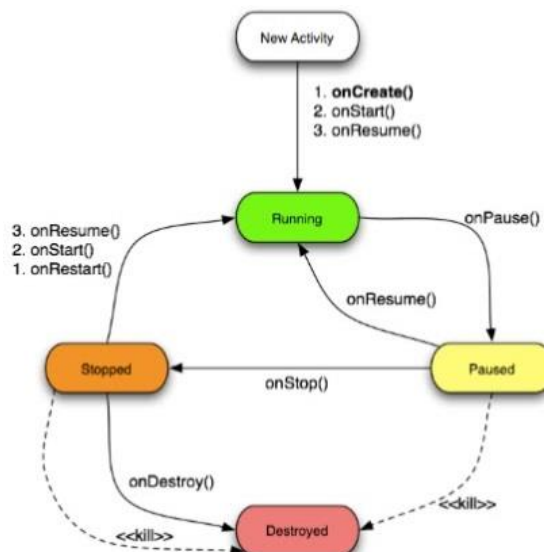 New Activity
1. onCreate()
2. onStart()
3. onResume()
Running
onPause()
3. onResume()
2. onStart()
1. onRestart()
onResume()
Stopped
onStop()
Paused
onDestroy()
<<kill>>
<<kill>>
Destroyed